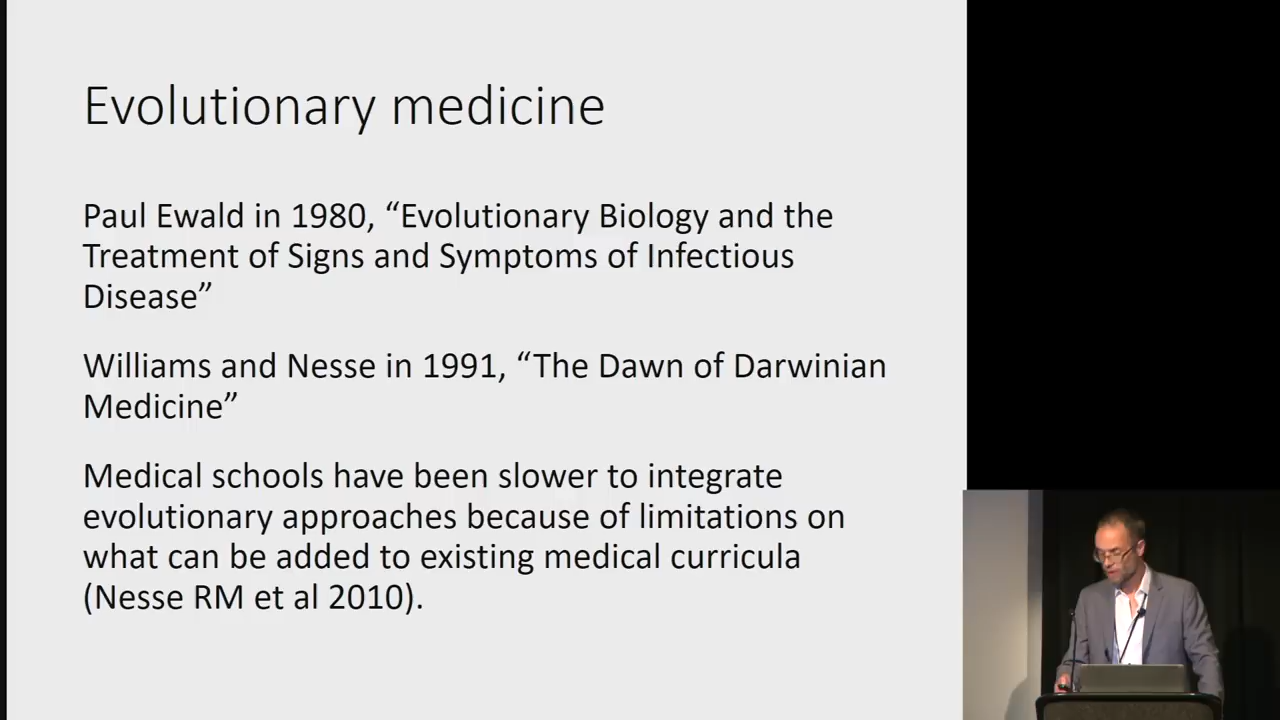 Evolutionary medicine
Paul Ewald in 1980, “Evolutionary Biology and the
Treatment of Signs and Symptoms of Infectious
Disease”
Williams and Nesse in 1991, “The Dawn of Darwinian
Medicine”
Medical schools have been slower to integrate
evolutionary approaches because of limitations on
what can be added to existing medical curricula
(Nesse RM et al 2010).